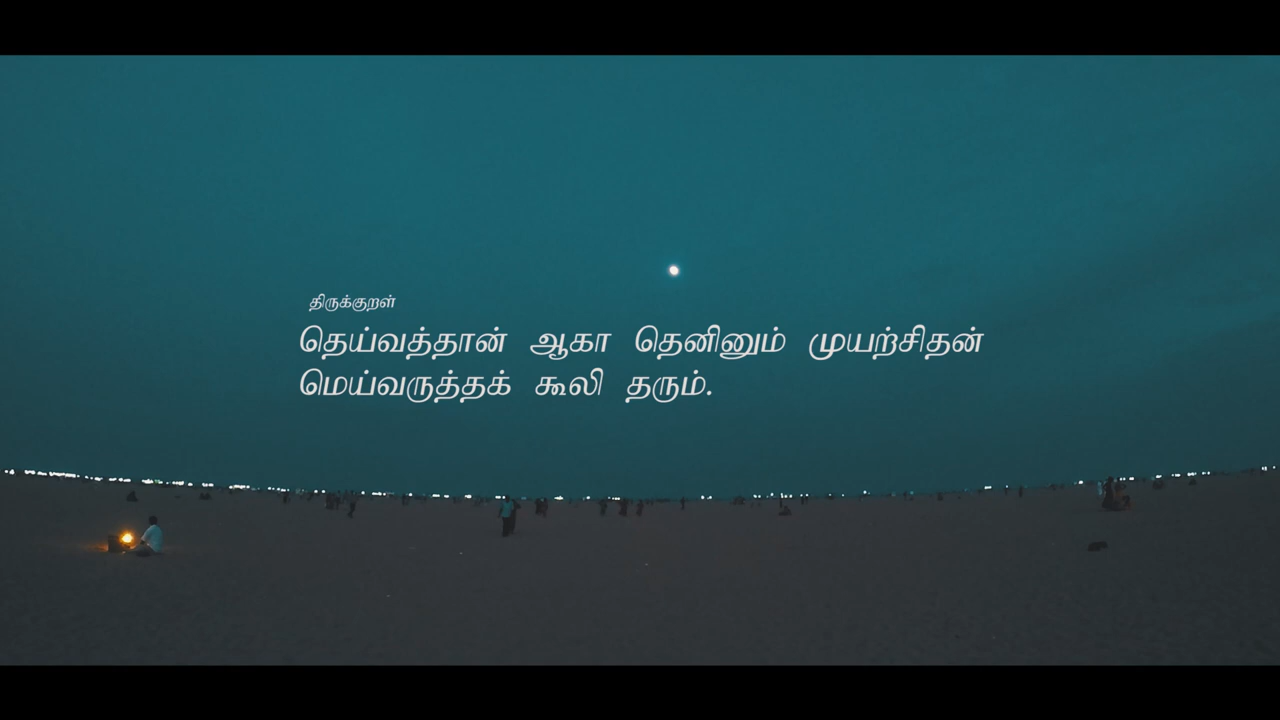 திருக்குறள்
தெய்வத்தான் ஆகா தெனினும் முயற்சிதன்
மெய்வருத்தக் கூலி தரும்.